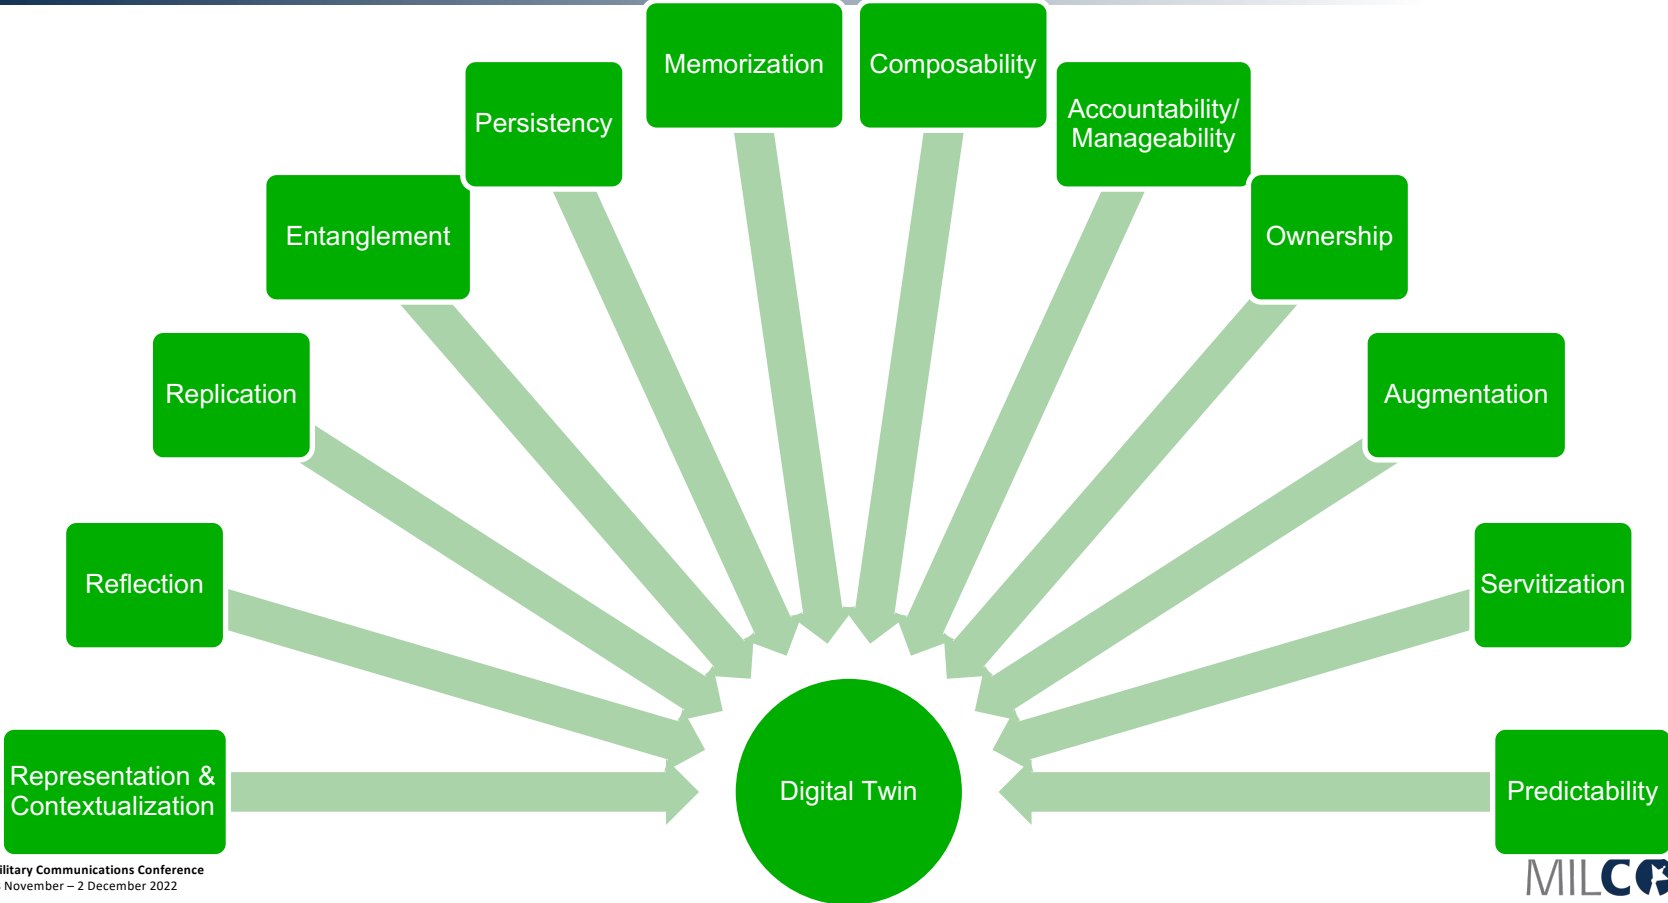 Memorization
Composability
Persistency
Accountability/
Manageability
Entanglement
Ownership
Replication
Augmentation
Reflection
Servitization
Representation &
Contextualization
Digital Twin
Predictability
ilitary Communications Conference
November – 2 December 2022
MILCO